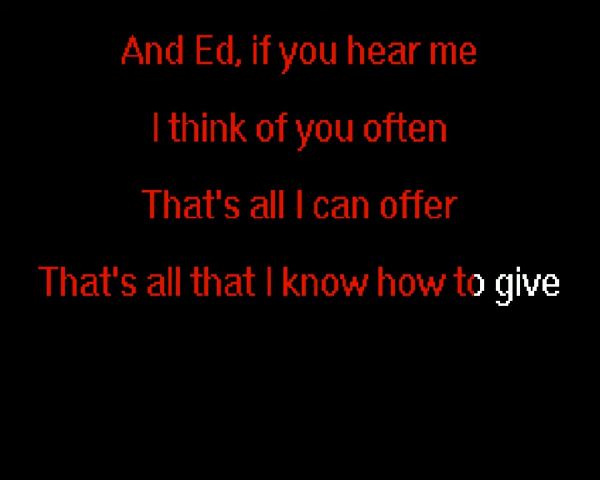 And Ed, if you hear me
I think of you often
That's all I can offer
That's all that I know how to give